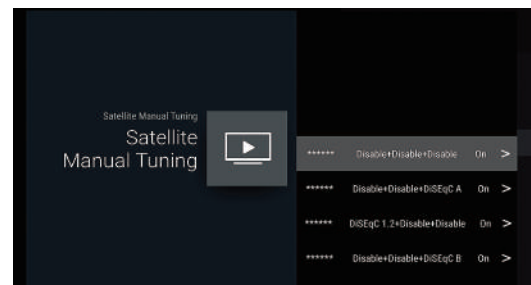 Satellite Manual Tuning
Satellite
Manual Tuning
****** Disable+Disable+Disable On >
****** Disable+Disable+DiSEqC A On >
****** DiSEqC 1.2+Disable+Disable On >
****** Disable+Disable+DiSEqC B On >